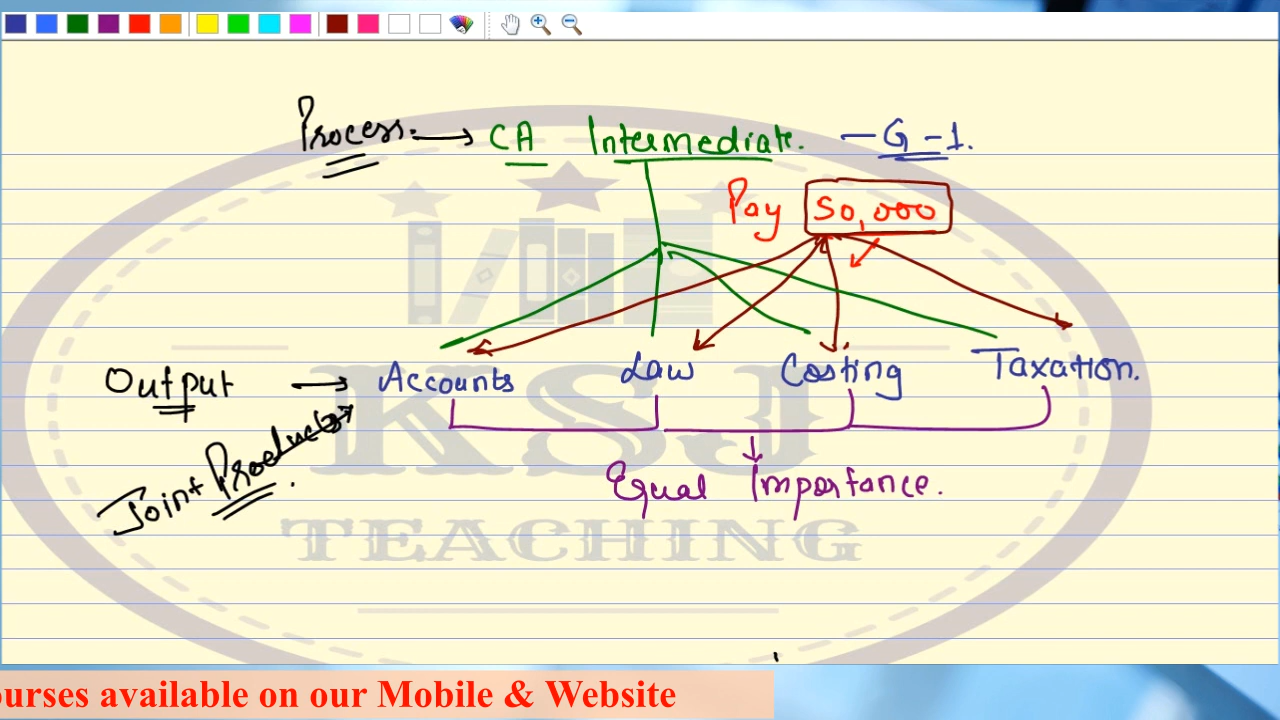 Process. → CA Intermediate. — G-1.
Pay 50,000
Output → Accounts Law Costing Taxation.
Joint Products →
Equal Importance.
KSJ
TEACHING
ourses available on our Mobile & Website